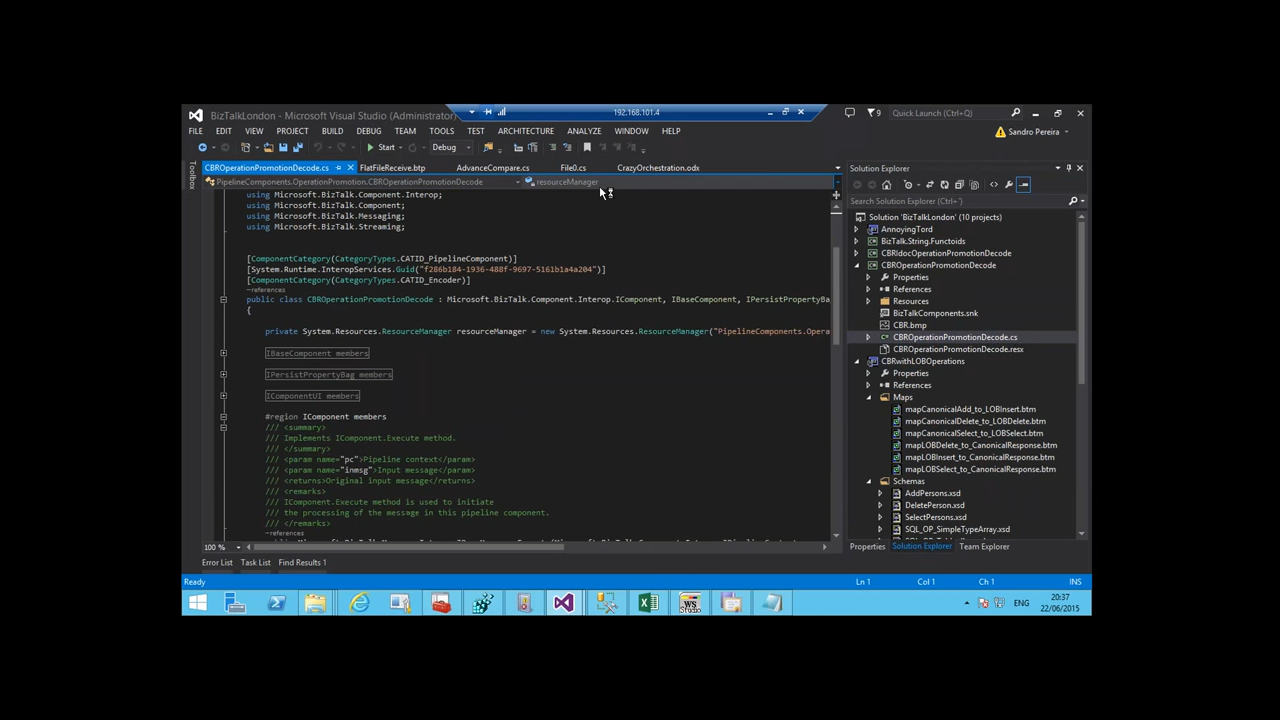 192.168.101.4
BizTalkLondon - Microsoft Visual Studio (Administrator)
9
Quick Launch (Ctrl+Q)
FILE EDIT VIEW PROJECT BUILD DEBUG TEAM TOOLS TEST ARCHITECTURE ANALYZE WINDOW HELP
Sandro Pereira
Start
Debug
Toolbox
CBROperationPromotionDecode.cs
FlatFileReceive.btp
AdvanceCompare.cs
File0.cs
CrazyOrchestration.odx
PipelineComponents.OperationPromotion.CBROperationPromotionDecode
resourceManager
using Microsoft.BizTalk.Component.Interop;
using Microsoft.BizTalk.Component;
using Microsoft.BizTalk.Messaging;
using Microsoft.BizTalk.Streaming;
[ComponentCategory(CategoryTypes.CATID_PipelineComponent)]
[System.Runtime.InteropServices.Guid("f286b184-1936-488f-9697-5161b1a4a204")]
[ComponentCategory(CategoryTypes.CATID_Encoder)]
-references
public class CBROperationPromotionDecode : Microsoft.BizTalk.Component.Interop.IComponent, IBaseComponent, IPersistPropertyBa
{
private System.Resources.ResourceManager resourceManager = new System.Resources.ResourceManager("PipelineComponents.Opera
IBaseComponent members
IPersistPropertyBag members
IComponentUI members
#region IComponent members
/// <summary>
/// Implements IComponent.Execute method.
/// </summary>
/// <param name="pc">Pipeline context</param>
/// <param name="inmsg">Input message</param>
/// <returns>Original input message</returns>
/// <remarks>
/// IComponent.Execute method is used to initiate
/// the processing of the message in this pipeline component.
/// </remarks>
-references
100 %
Solution Explorer
Search Solution Explorer (Ctrl+ç)
Solution 'BizTalkLondon' (10 projects)
AnnoyingTord
BizTalk.String.Functoids
CBRIdocOperationPromotionDecode
CBROperationPromotionDecode
Properties
References
Resources
BizTalkComponents.snk
CBR.bmp
CBROperationPromotionDecode.cs
CBROperationPromotionDecode.resx
CBRwithLOBOperations
Properties
References
Maps
mapCanonicalAdd_to_LOBInsert.btm
mapCanonicalDelete_to_LOBDelete.btm
mapCanonicalSelect_to_LOBSelect.btm
mapLOBDelete_to_CanonicalResponse.btm
mapLOBInsert_to_CanonicalResponse.btm
mapLOBSelect_to_CanonicalResponse.btm
Schemas
AddPersons.xsd
DeletePerson.xsd
SelectPersons.xsd
SQL_OP_SimpleTypeArray.xsd
Properties Solution Explorer Team Explorer
Error List Task List Find Results 1
Ready
Ln 1 Col 1 Ch 1 INS
WS Studio
ENG
20:37
22/06/2015